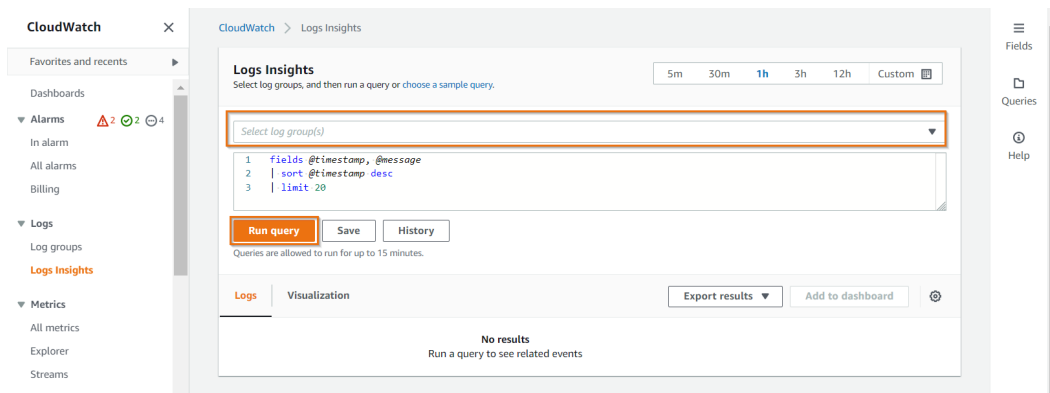 CloudWatch
Favorites and recents
Dashboards
Alarms 2 2 4
In alarm
All alarms
Billing
Logs
Log groups
Logs Insights
Metrics
All metrics
Explorer
Streams
CloudWatch > Logs Insights
Logs Insights
Select log groups, and then run a query or choose a sample query.
5m 30m 1h 3h 12h Custom
Select log group(s)
1 fields @timestamp, @message
2 | sort @timestamp desc
3 | limit 20
Run query Save History
Queries are allowed to run for up to 15 minutes.
Logs Visualization
Export results Add to dashboard
No results
Run a query to see related events
Fields
Queries
Help